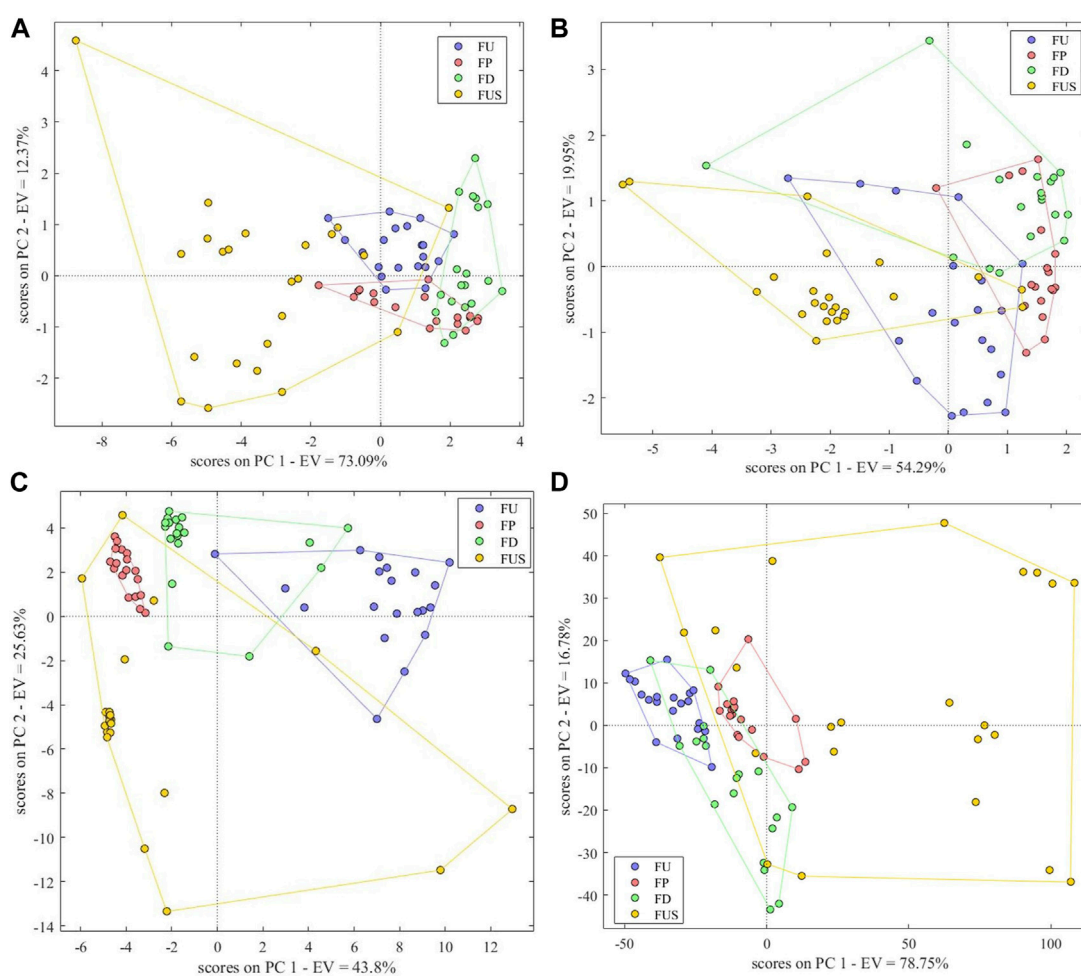 A
4
3
2
1
0
-1
-2
scores on PC 2 - EV = 12.37%
FU
FP
FD
FUS
-8
-6
-4
-2
0
2
4
scores on PC 1 - EV = 73.09%
B
3
2
1
0
-1
-2
scores on PC 2 - EV = 19.95%
FU
FP
FD
FUS
-5
-4
-3
-2
-1
0
1
2
scores on PC 1 - EV = 54.29%
C
4
2
0
-2
-4
-6
-8
-10
-12
-14
scores on PC 2 - EV = 25.63%
FU
FP
FD
FUS
-6
-4
-2
0
2
4
6
8
10
12
scores on PC 1 - EV = 43.8%
D
50
40
30
20
10
0
-10
-20
-30
-40
scores on PC 2 - EV = 16.78%
FU
FP
FD
FUS
-50
0
50
100
scores on PC 1 - EV = 78.75%